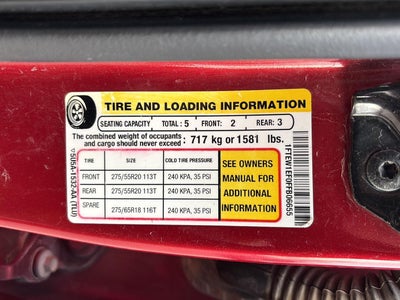 TIRE AND LOADING INFORMATION
SEATING CAPACITY TOTAL : 5 FRONT: 2 REAR: 3
The combined weight of occupants
and cargo should never exceed : 717 kg or 1581 lbs.
TIRE SIZE COLD TIRE PRESSURE
FRONT 275/55R20 113T 240 KPA, 35 PSI
REAR 275/55R20 113T 240 KPA, 35 PSI
SPARE 275/65R18 116T 240 KPA, 35 PSI
SEE OWNERS
MANUAL FOR
ADDITIONAL
INFORMATION
1FTEW1EF0FFB06655